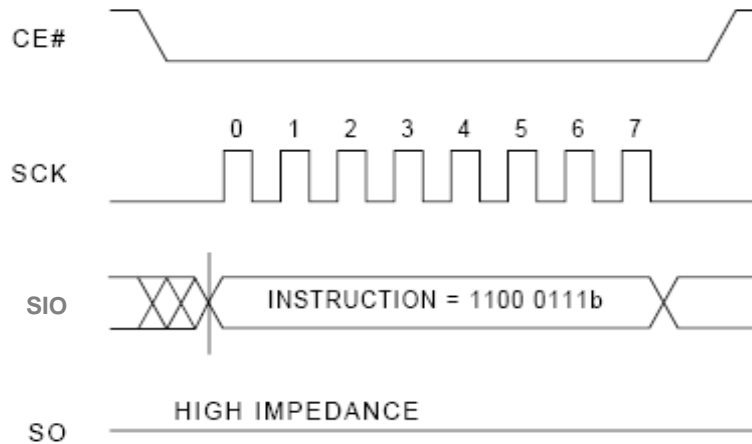 CE#
0 1 2 3 4 5 6 7
SCK
SIO
INSTRUCTION = 1100 0111b
HIGH IMPEDANCE
SO